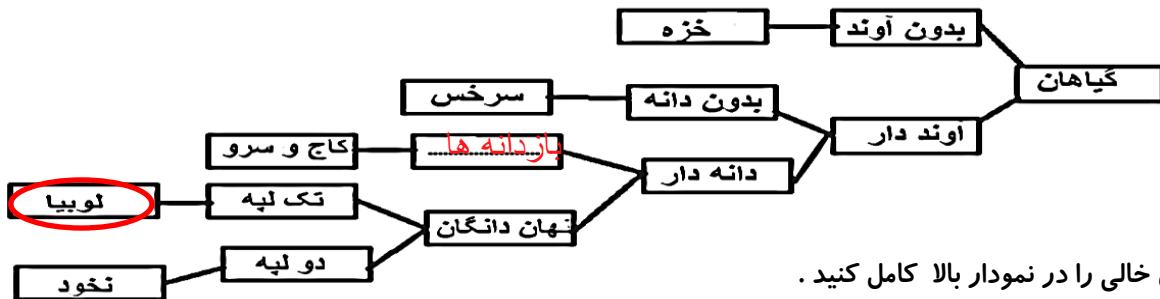 بدون آوند خزه
گیاهان
بدون دانه سرخس
آوند دار
بازدانه ها کاج و سرو
دانه دار
تک لپه لوبیا
نهان دانگان
دو لپه نخود
خالی را در نمودار بالا کامل کنید .